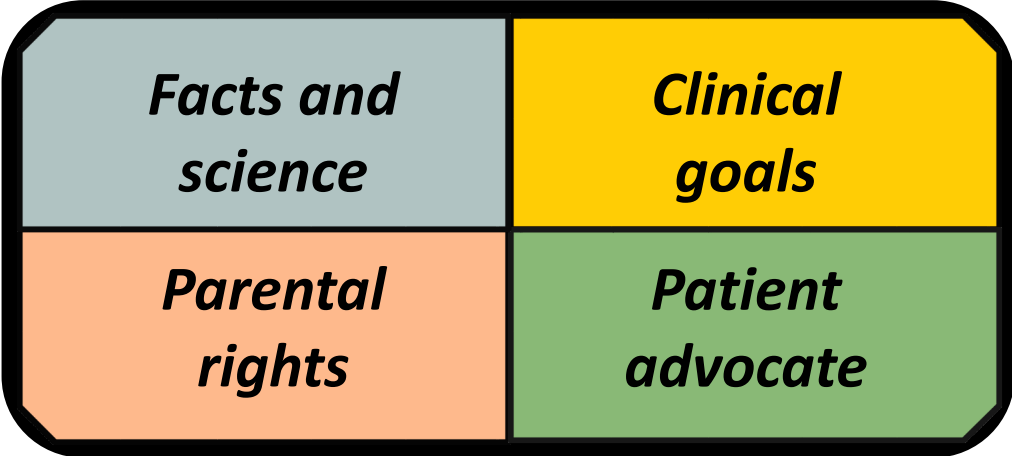 Facts and
science
Clinical
goals
Parental
rights
Patient
advocate